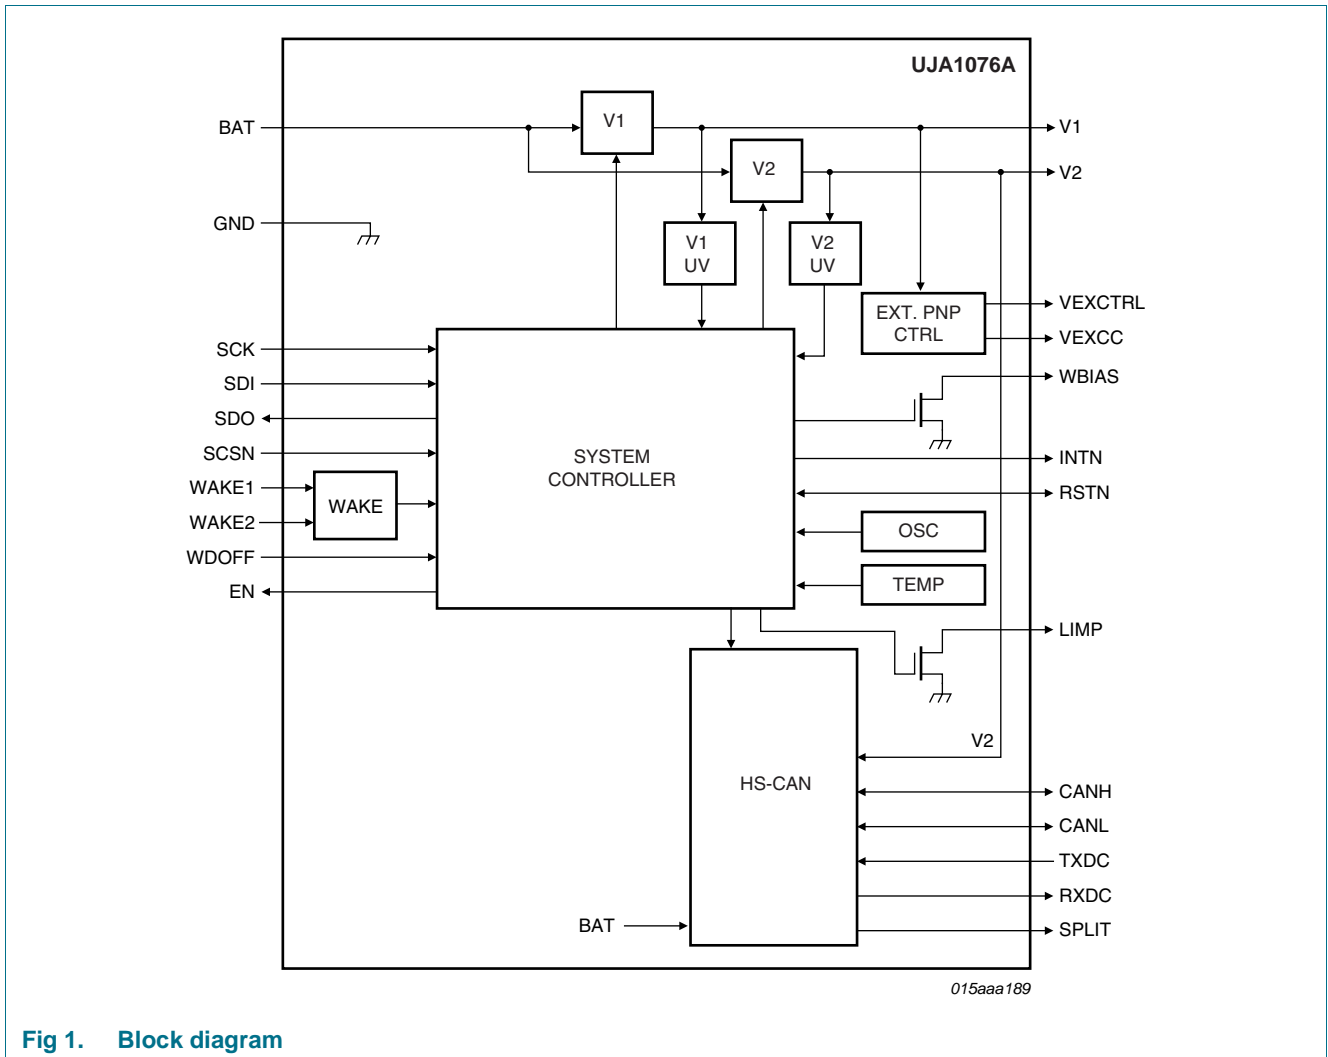 UJA1076A
BAT
V1
V1
V2
V2
GND
V1
UV
V2
UV
EXT. PNP
CTRL
VEXCTRL
VEXCC
SCK
SDI
SDO
SCSN
WAKE1
WAKE2
WAKE
WDOFF
EN
SYSTEM
CONTROLLER
WBIAS
INTN
RSTN
OSC
TEMP
LIMP
V2
HS-CAN
CANH
CANL
TXDC
RXDC
SPLIT
BAT
015aaa189
Fig 1. Block diagram